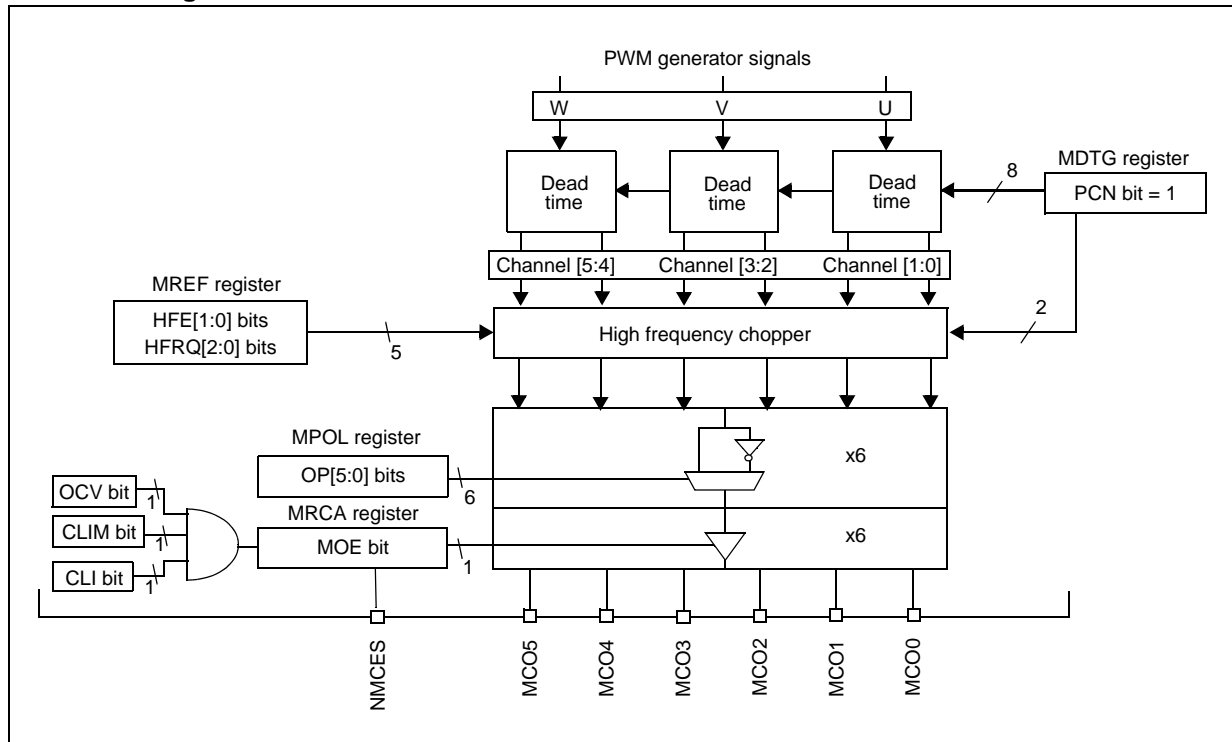 PWM generator signals
W V U
Dead time
Dead time
Dead time
8
MDTG register
PCN bit = 1
Channel [5:4] Channel [3:2] Channel [1:0]
MREF register
HFE[1:0] bits
HFRQ[2:0] bits
5
High frequency chopper
2
MPOL register
OP[5:0] bits
6
x6
OCV bit
1
CLIM bit
1
CLI bit
1
MRCA register
MOE bit
1
x6
NMCES
MCO5
MCO4
MCO3
MCO2
MCO1
MCO0